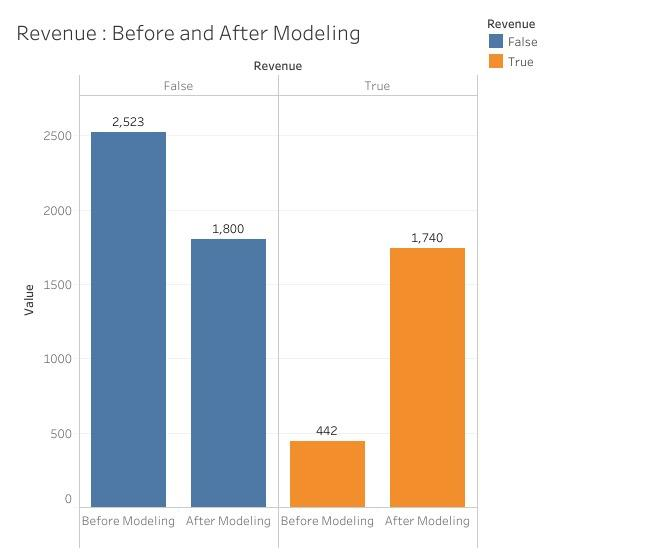 Revenue : Before and After Modeling
Revenue
False
True
Revenue
False
True
2,523
1,800
442
1,740
2500
2000
1500
1000
500
0
Value
Before Modeling
After Modeling
Before Modeling
After Modeling